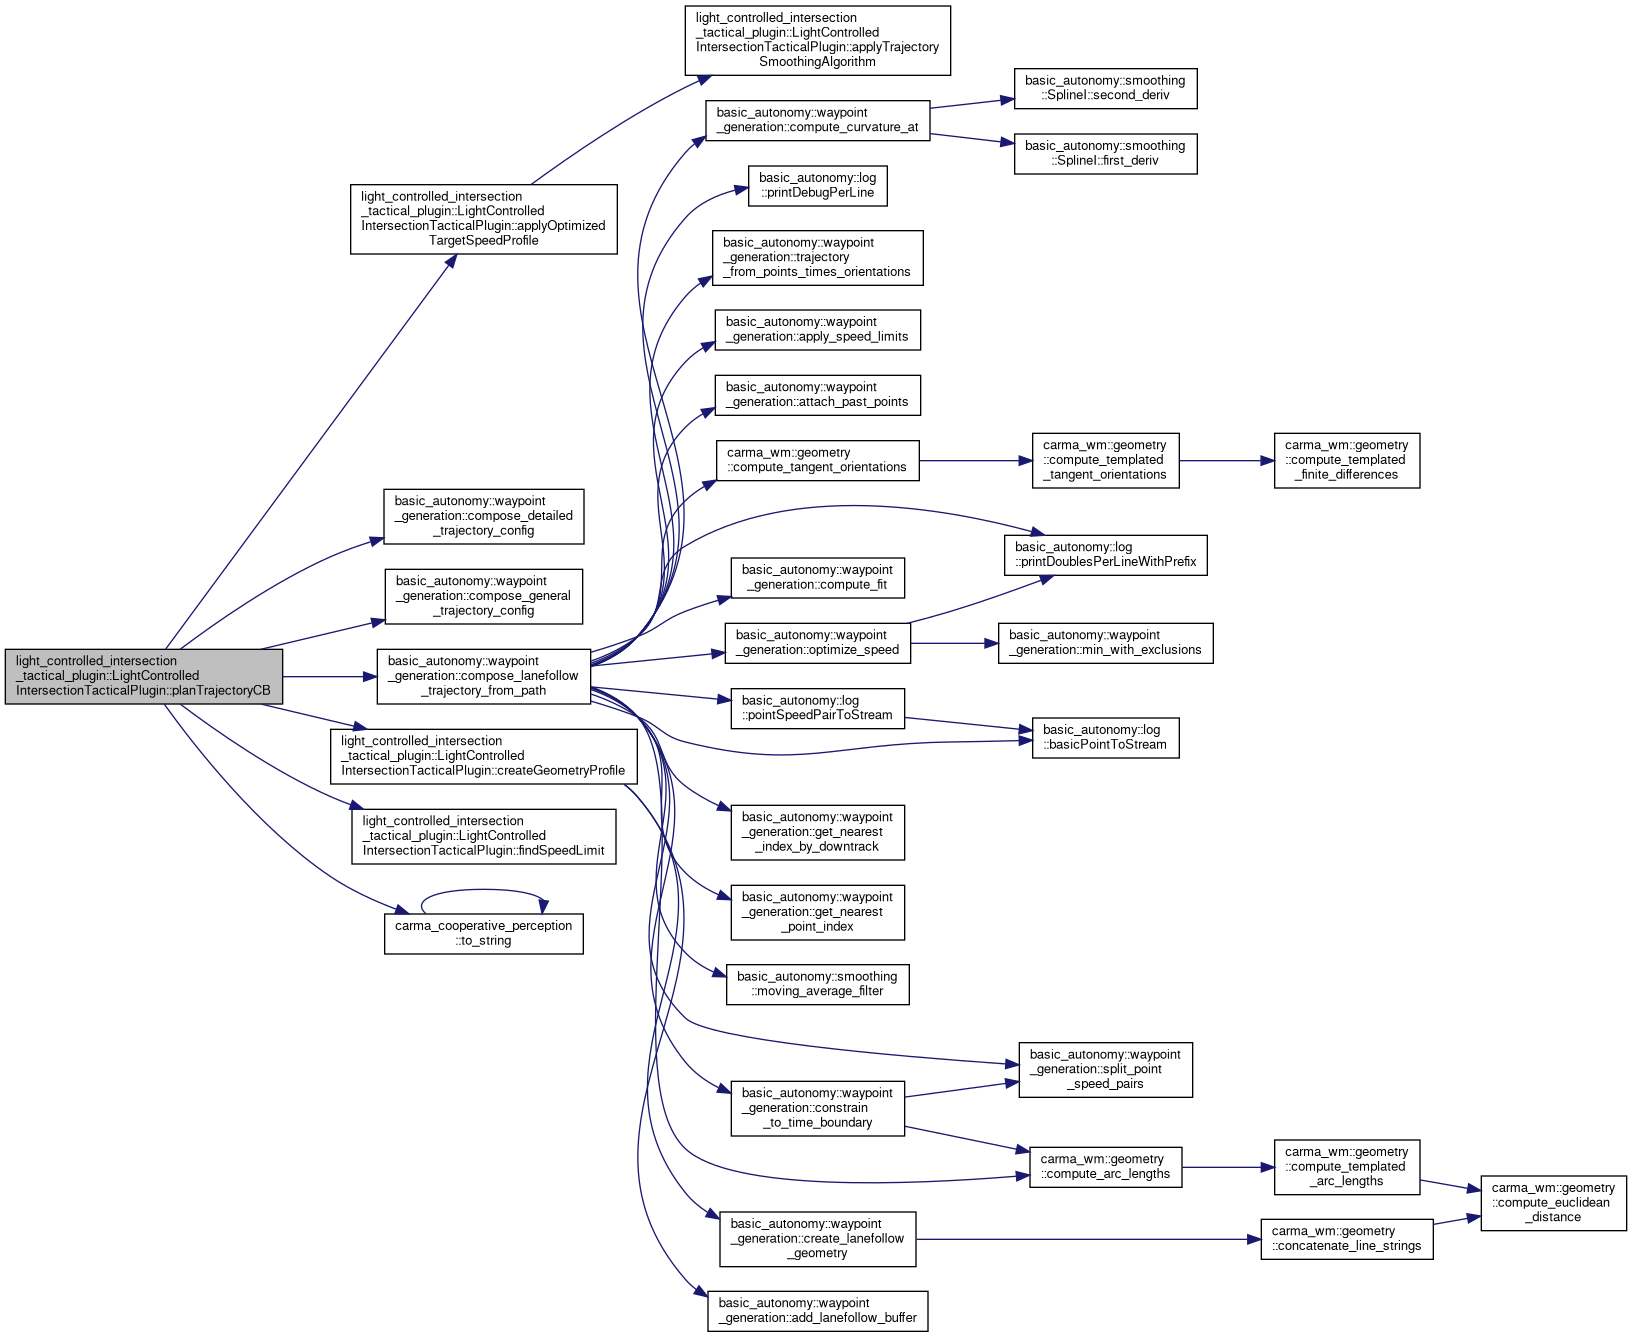 light_controlled_intersection
_tactical_plugin::LightControlled
IntersectionTacticalPlugin::planTrajectoryCB
light_controlled_intersection
_tactical_plugin::LightControlled
IntersectionTacticalPlugin::applyOptimized
TargetSpeedProfile
light_controlled_intersection
_tactical_plugin::LightControlled
IntersectionTacticalPlugin::applyTrajectory
SmoothingAlgorithm
basic_autonomy::waypoint
_generation::compose_detailed
_trajectory_config
basic_autonomy::waypoint
_generation::compose_general
_trajectory_config
basic_autonomy::waypoint
_generation::compose_lanefollow
_trajectory_from_path
light_controlled_intersection
_tactical_plugin::LightControlled
IntersectionTacticalPlugin::createGeometryProfile
light_controlled_intersection
_tactical_plugin::LightControlled
IntersectionTacticalPlugin::findSpeedLimit
carma_cooperative_perception
::to_string
basic_autonomy::waypoint
_generation::compute_curvature_at
basic_autonomy::smoothing
::SplineI::second_deriv
basic_autonomy::smoothing
::SplineI::first_deriv
basic_autonomy::log
::printDebugPerLine
basic_autonomy::waypoint
_generation::trajectory
_from_points_times_orientations
basic_autonomy::waypoint
_generation::apply_speed_limits
basic_autonomy::waypoint
_generation::attach_past_points
carma_wm::geometry
::compute_tangent_orientations
carma_wm::geometry
::compute_templated
_tangent_orientations
carma_wm::geometry
::compute_templated
_finite_differences
basic_autonomy::log
::printDoublesPerLineWithPrefix
basic_autonomy::waypoint
_generation::compute_fit
basic_autonomy::waypoint
_generation::optimize_speed
basic_autonomy::waypoint
_generation::min_with_exclusions
basic_autonomy::log
::pointSpeedPairToStream
basic_autonomy::log
::basicPointToStream
basic_autonomy::waypoint
_generation::get_nearest
_index_by_downtrack
basic_autonomy::waypoint
_generation::get_nearest
_point_index
basic_autonomy::smoothing
::moving_average_filter
basic_autonomy::waypoint
_generation::split_point
_speed_pairs
basic_autonomy::waypoint
_generation::constrain
_to_time_boundary
carma_wm::geometry
::compute_arc_lengths
carma_wm::geometry
::compute_templated
_arc_lengths
carma_wm::geometry
::compute_euclidean
_distance
basic_autonomy::waypoint
_generation::create_lanefollow
_geometry
carma_wm::geometry
::concatenate_line_strings
basic_autonomy::waypoint
_generation::add_lanefollow_buffer